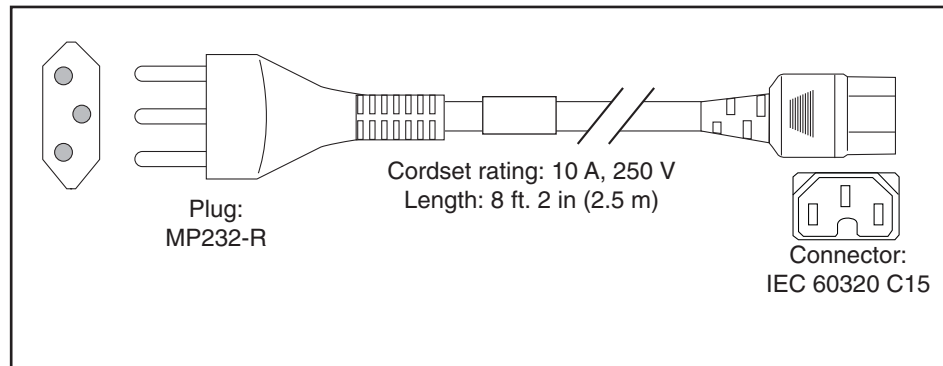 Cordset rating: 10 A, 250 V
Length: 8 ft. 2 in (2.5 m)
Plug:
MP232-R
Connector:
IEC 60320 C15